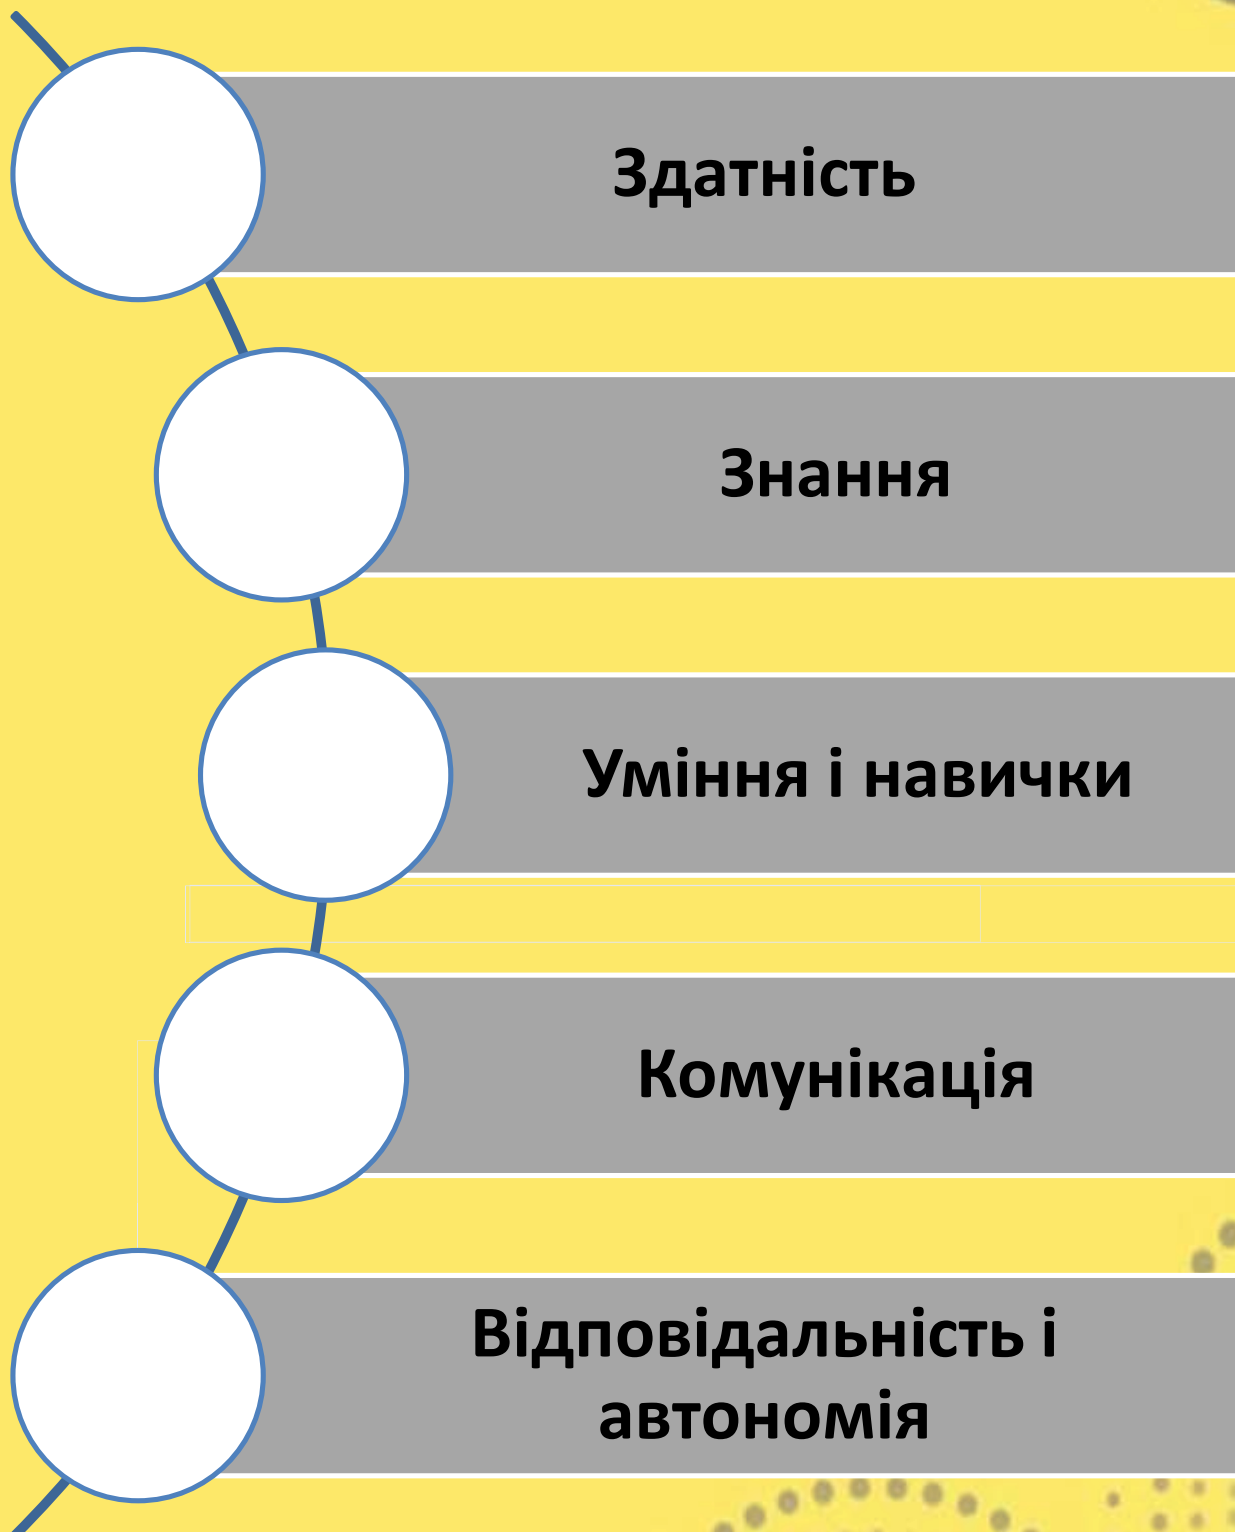 Здатність
Знання
Уміння і навички
Комунікація
Відповідальність і
автономія